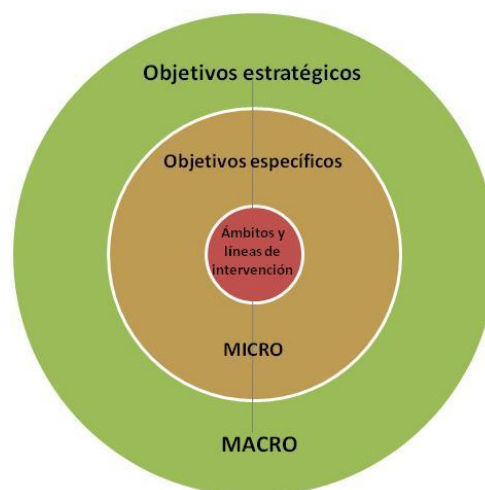 Objetivos estratégicos
Objetivos específicos
Ámbitos y
líneas de
intervención
MICRO
MACRO